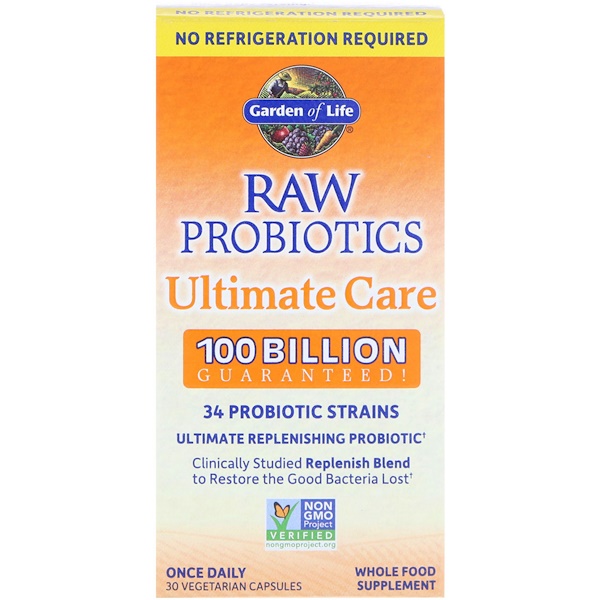 NO REFRIGERATION REQUIRED
Garden of Life®
RAW
PROBIOTICS
Ultimate Care
100 BILLION
GUARANTEED!
34 PROBIOTIC STRAINS
ULTIMATE REPLENISHING PROBIOTIC†
Clinically Studied Replenish Blend
to Restore the Good Bacteria Lost†
NON
GMO
Project
VERIFIED
nongmoproject.org
ONCE DAILY
30 VEGETARIAN CAPSULES
WHOLE FOOD
SUPPLEMENT